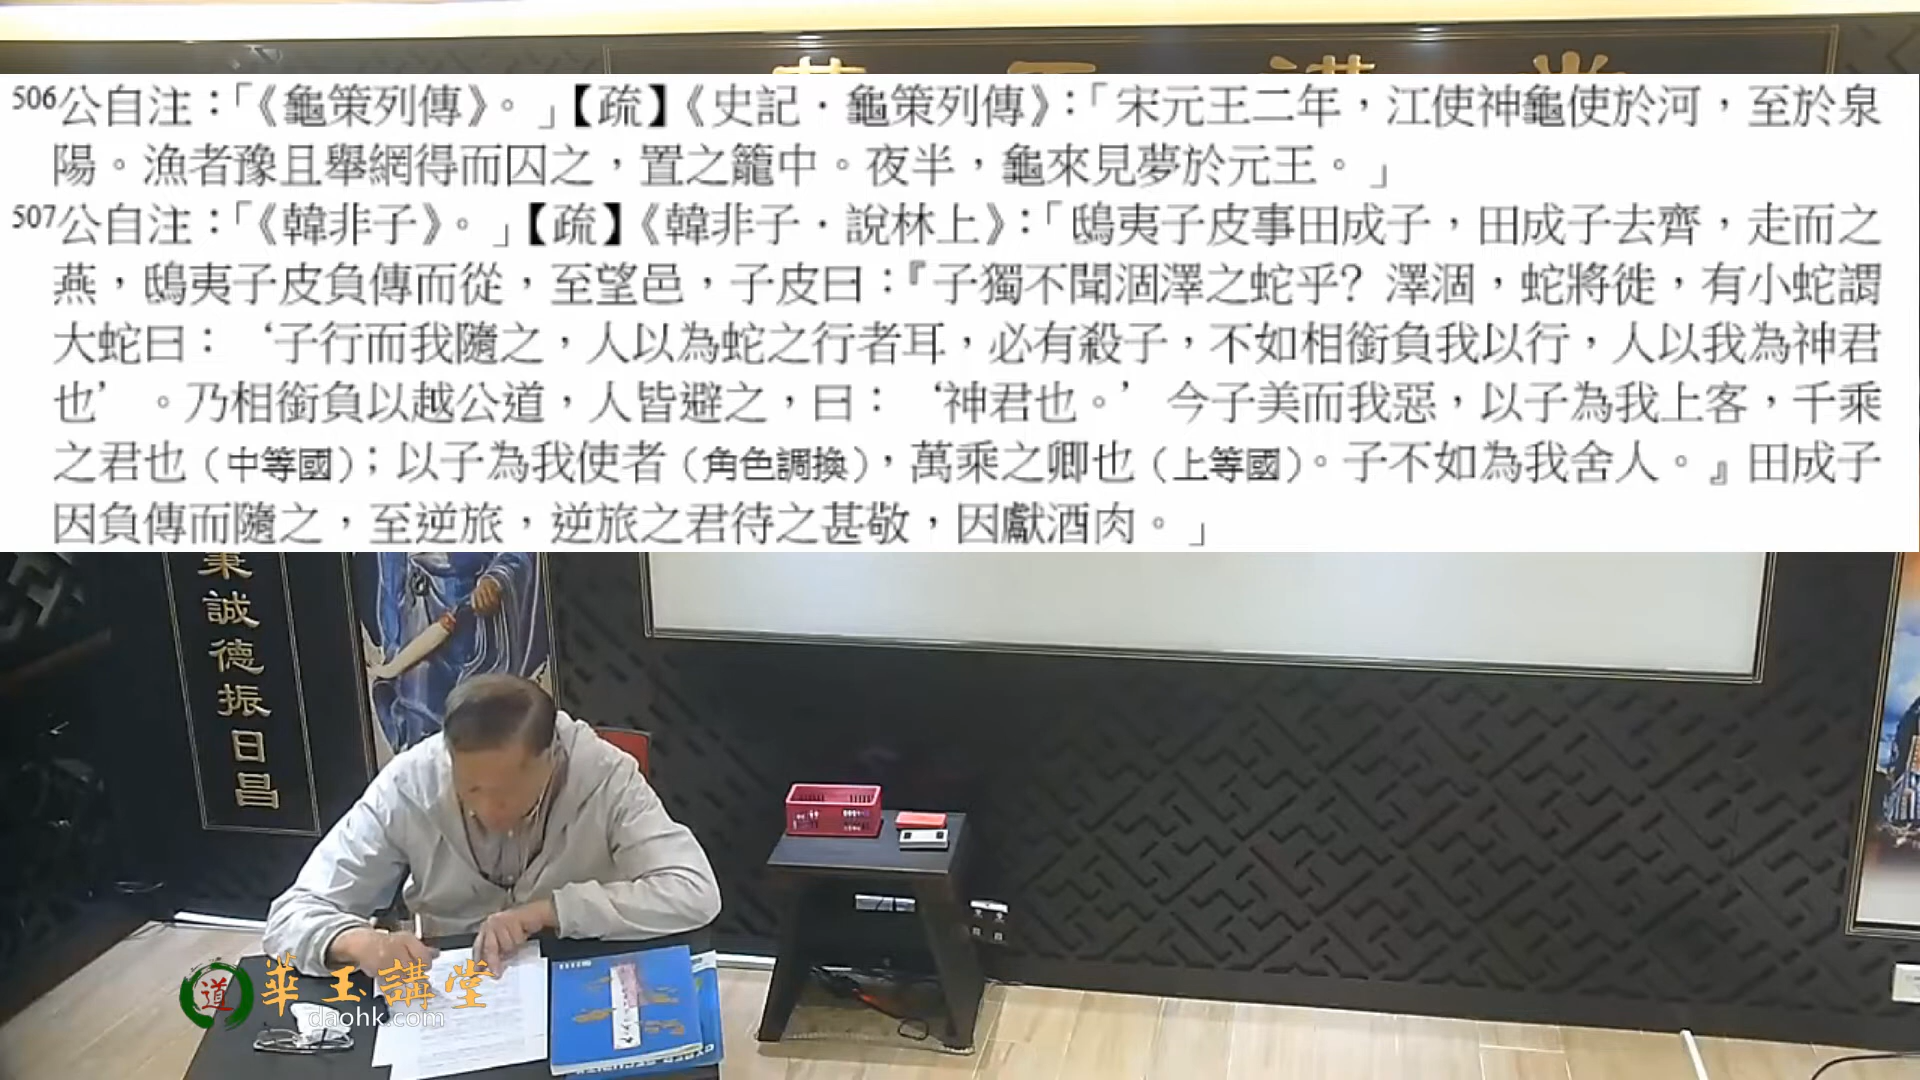 506公自注：「《龜策列傳》。」【疏】《史記．龜策列傳》：「宋元王二年，江使神龜使於河，至於泉
陽。漁者豫且舉網得而囚之，置之籠中。夜半，龜來見夢於元王。」
507公自注：「《韓非子》。」【疏】《韓非子．說林上》：「鴟夷子皮事田成子，田成子去齊，走而之
燕，鴟夷子皮負傳而從，至望邑，子皮曰：『子獨不聞涸澤之蛇乎？澤涸，蛇將徙，有小蛇謂
大蛇曰：‘子行而我隨之，人以為蛇之行者耳，必有殺子，不如相銜負我以行，人以我為神君
也’。乃相銜負以越公道，人皆避之，曰：‘神君也。’今子美而我惡，以子為我上客，千乘
之君也（中等國）；以子為我使者（角色調換），萬乘之卿也（上等國）。子不如為我舍人。』田成子
因負傳而隨之，至逆旅，逆旅之君待之甚敬，因獻酒肉。」
秉誠德振日昌
道 華玉講堂
daohk.com
CYBER SECURITY